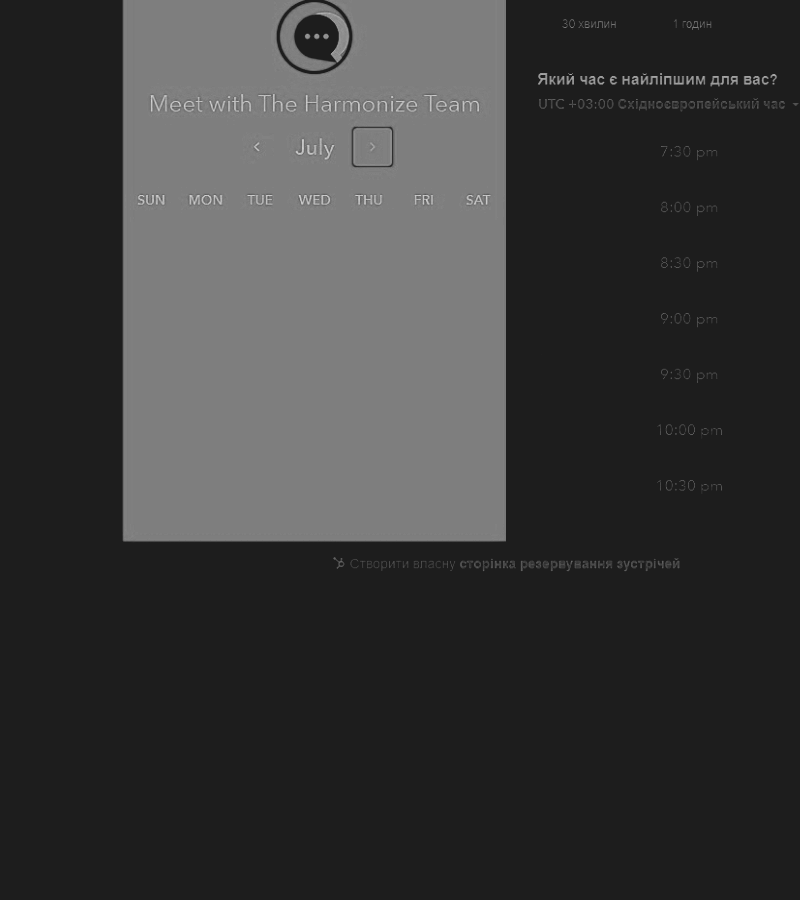 30 хвилин 1 годин
Meet with The Harmonize Team
Який час є найліпшим для вас?
UTC +03:00 Східноєвропейський час
July
SUN MON TUE WED THU FRI SAT
7:30 pm
8:00 pm
8:30 pm
9:00 pm
9:30 pm
10:00 pm
10:30 pm
Створити власну сторінка резервування зустрічей